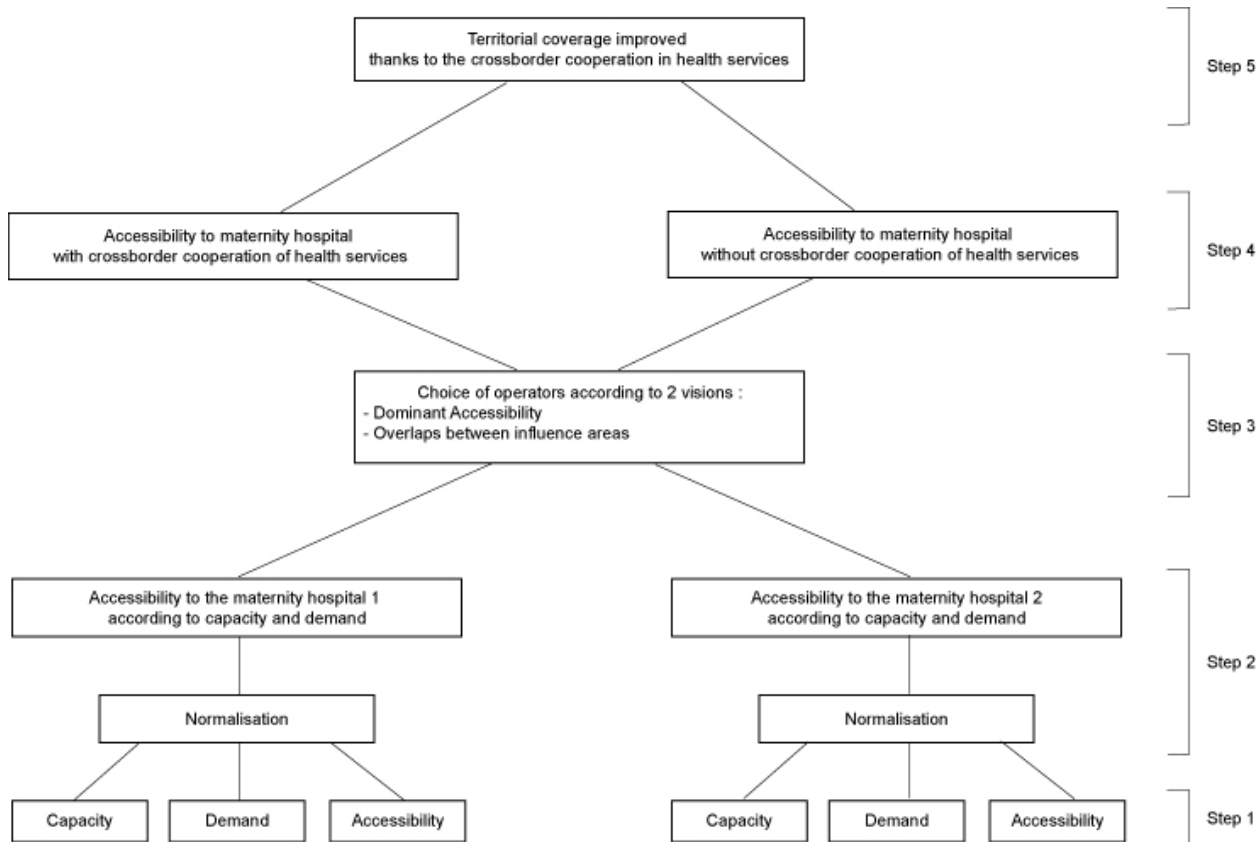 Territorial coverage improved
thanks to the crossborder cooperation in health services
Step 5
Accessibility to maternity hospital
with crossborder cooperation of health services
Accessibility to maternity hospital
without crossborder cooperation of health services
Step 4
Choice of operators according to 2 visions :
- Dominant Accessibility
- Overlaps between influence areas
Step 3
Accessibility to the maternity hospital 1
according to capacity and demand
Accessibility to the maternity hospital 2
according to capacity and demand
Step 2
Normalisation
Normalisation
Capacity
Demand
Accessibility
Capacity
Demand
Accessibility
Step 1